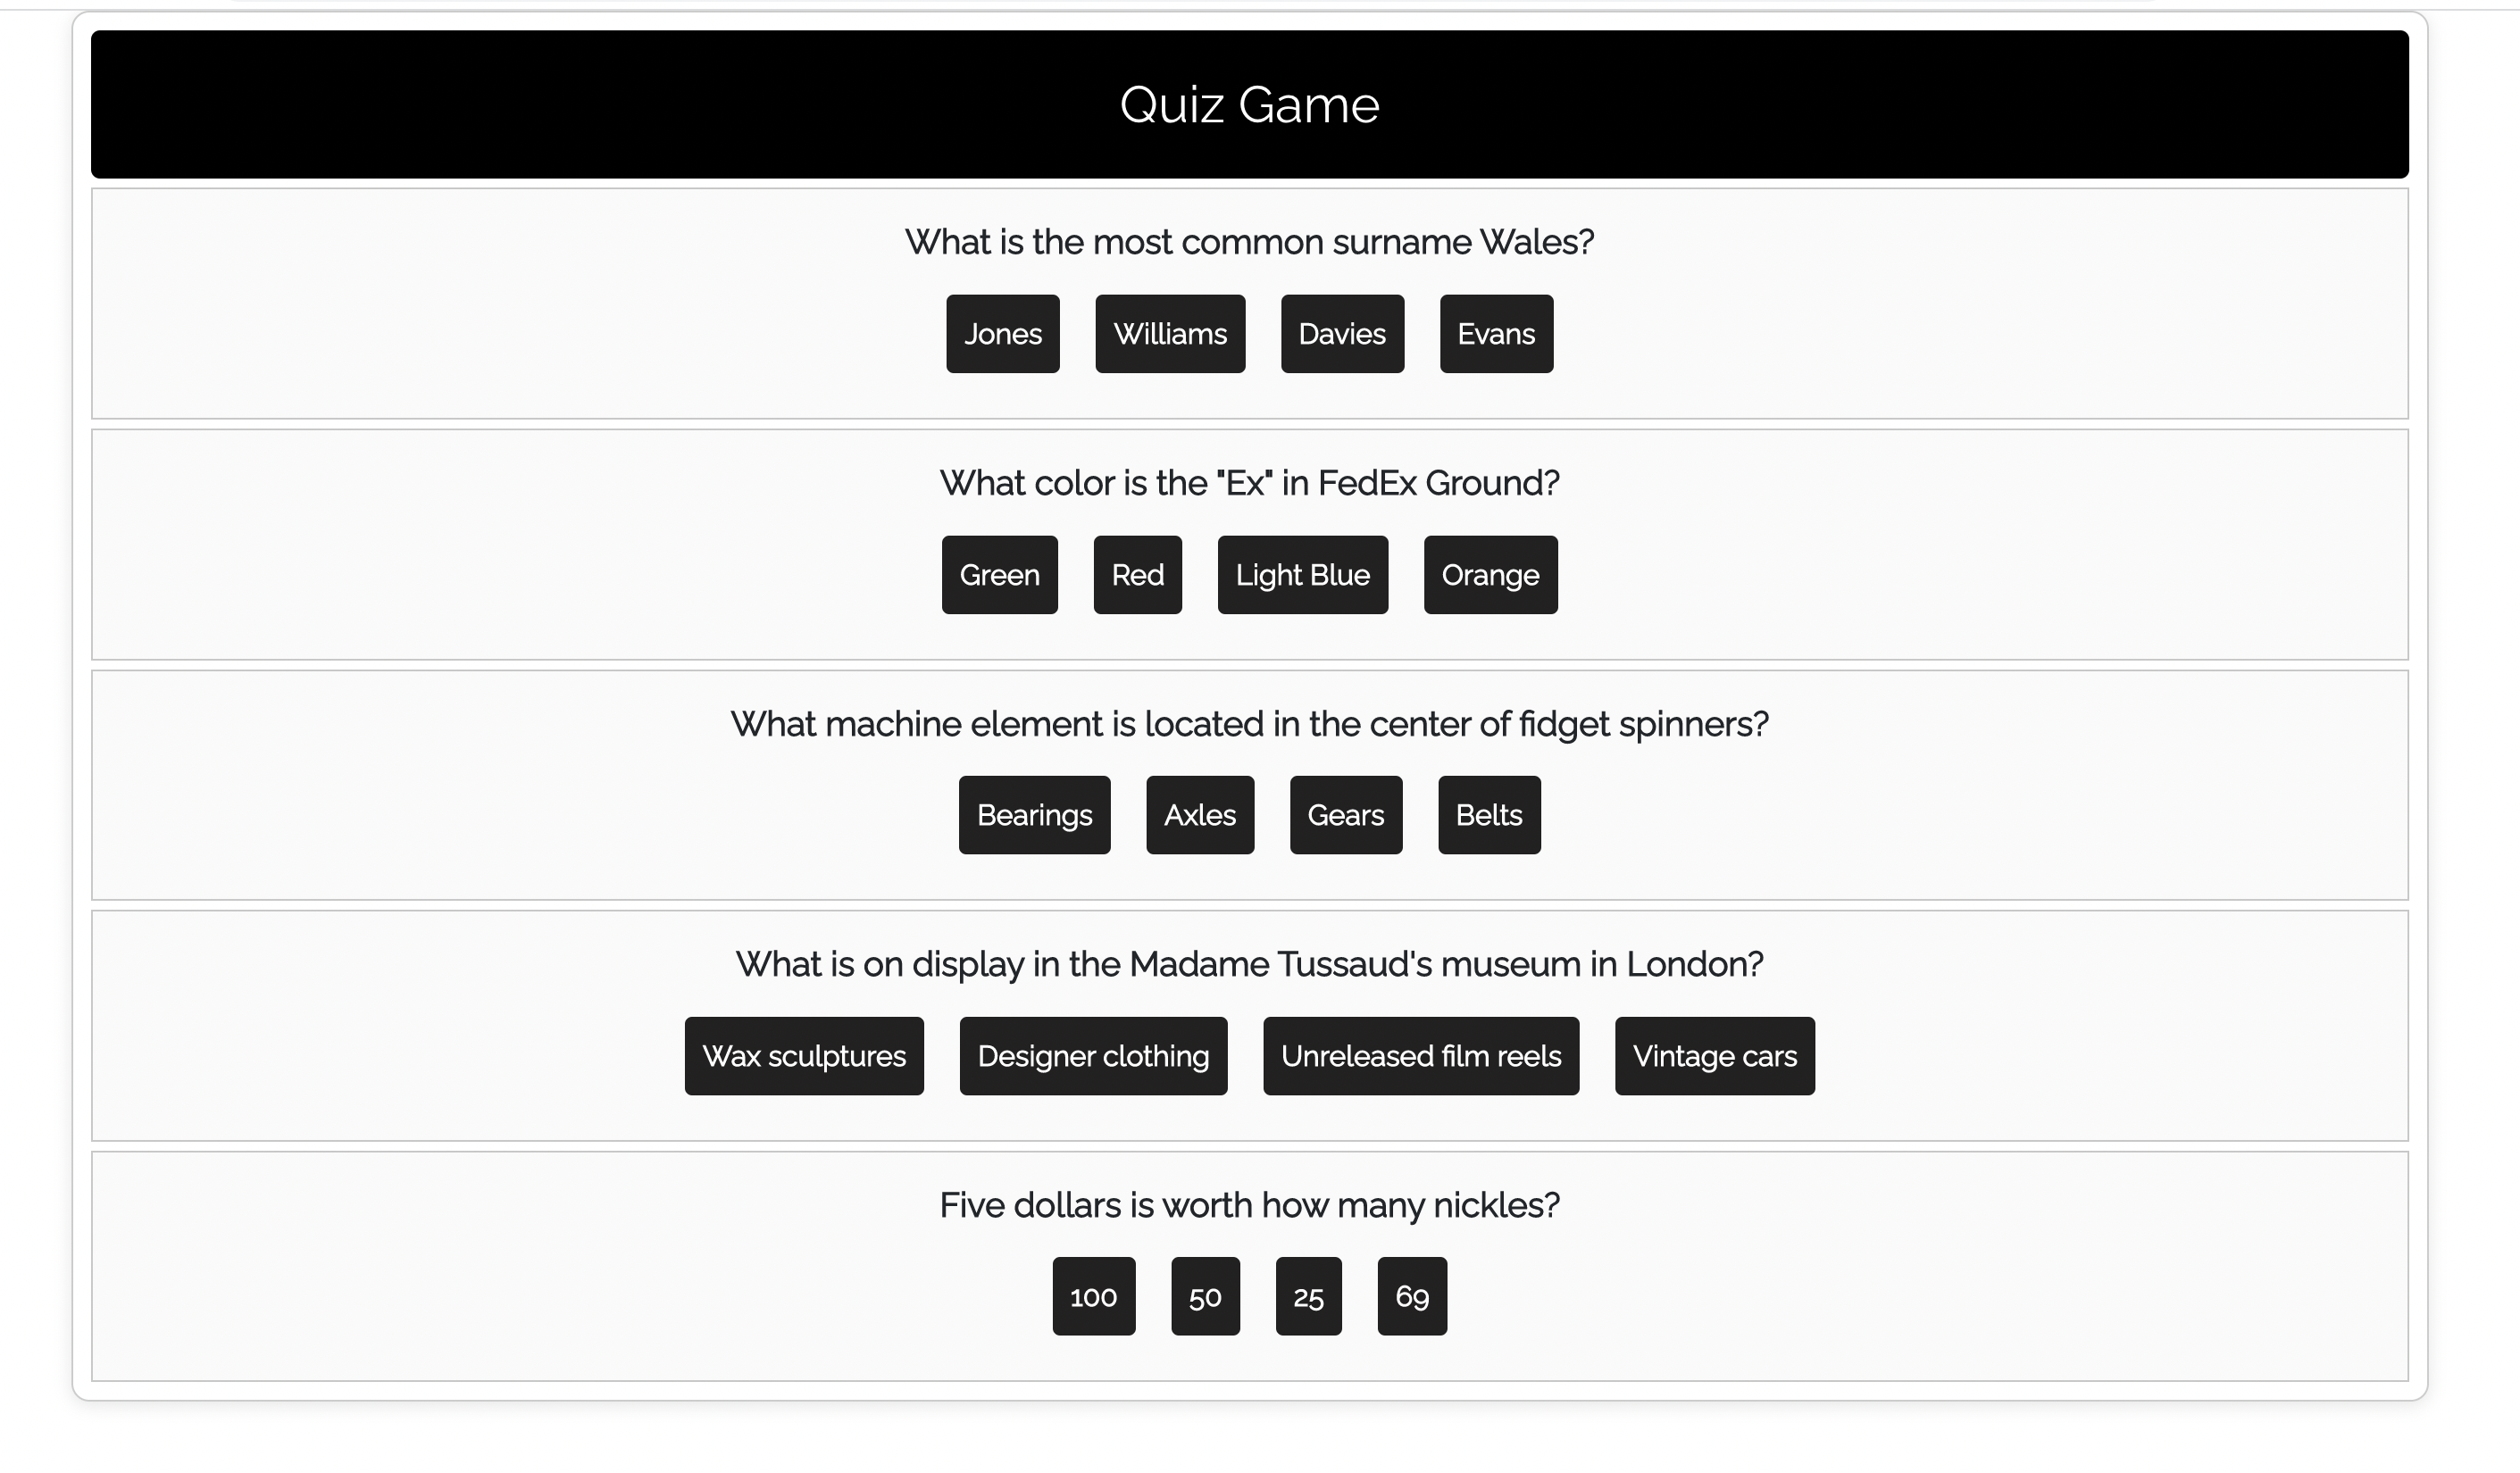 Quiz Game
What is the most common surname Wales?
Jones Williams Davies Evans
What color is the "Ex" in FedEx Ground?
Green Red Light Blue Orange
What machine element is located in the center of fidget spinners?
Bearings Axles Gears Belts
What is on display in the Madame Tussaud's museum in London?
Wax sculptures Designer clothing Unreleased film reels Vintage cars
Five dollars is worth how many nickles?
100 50 25 69